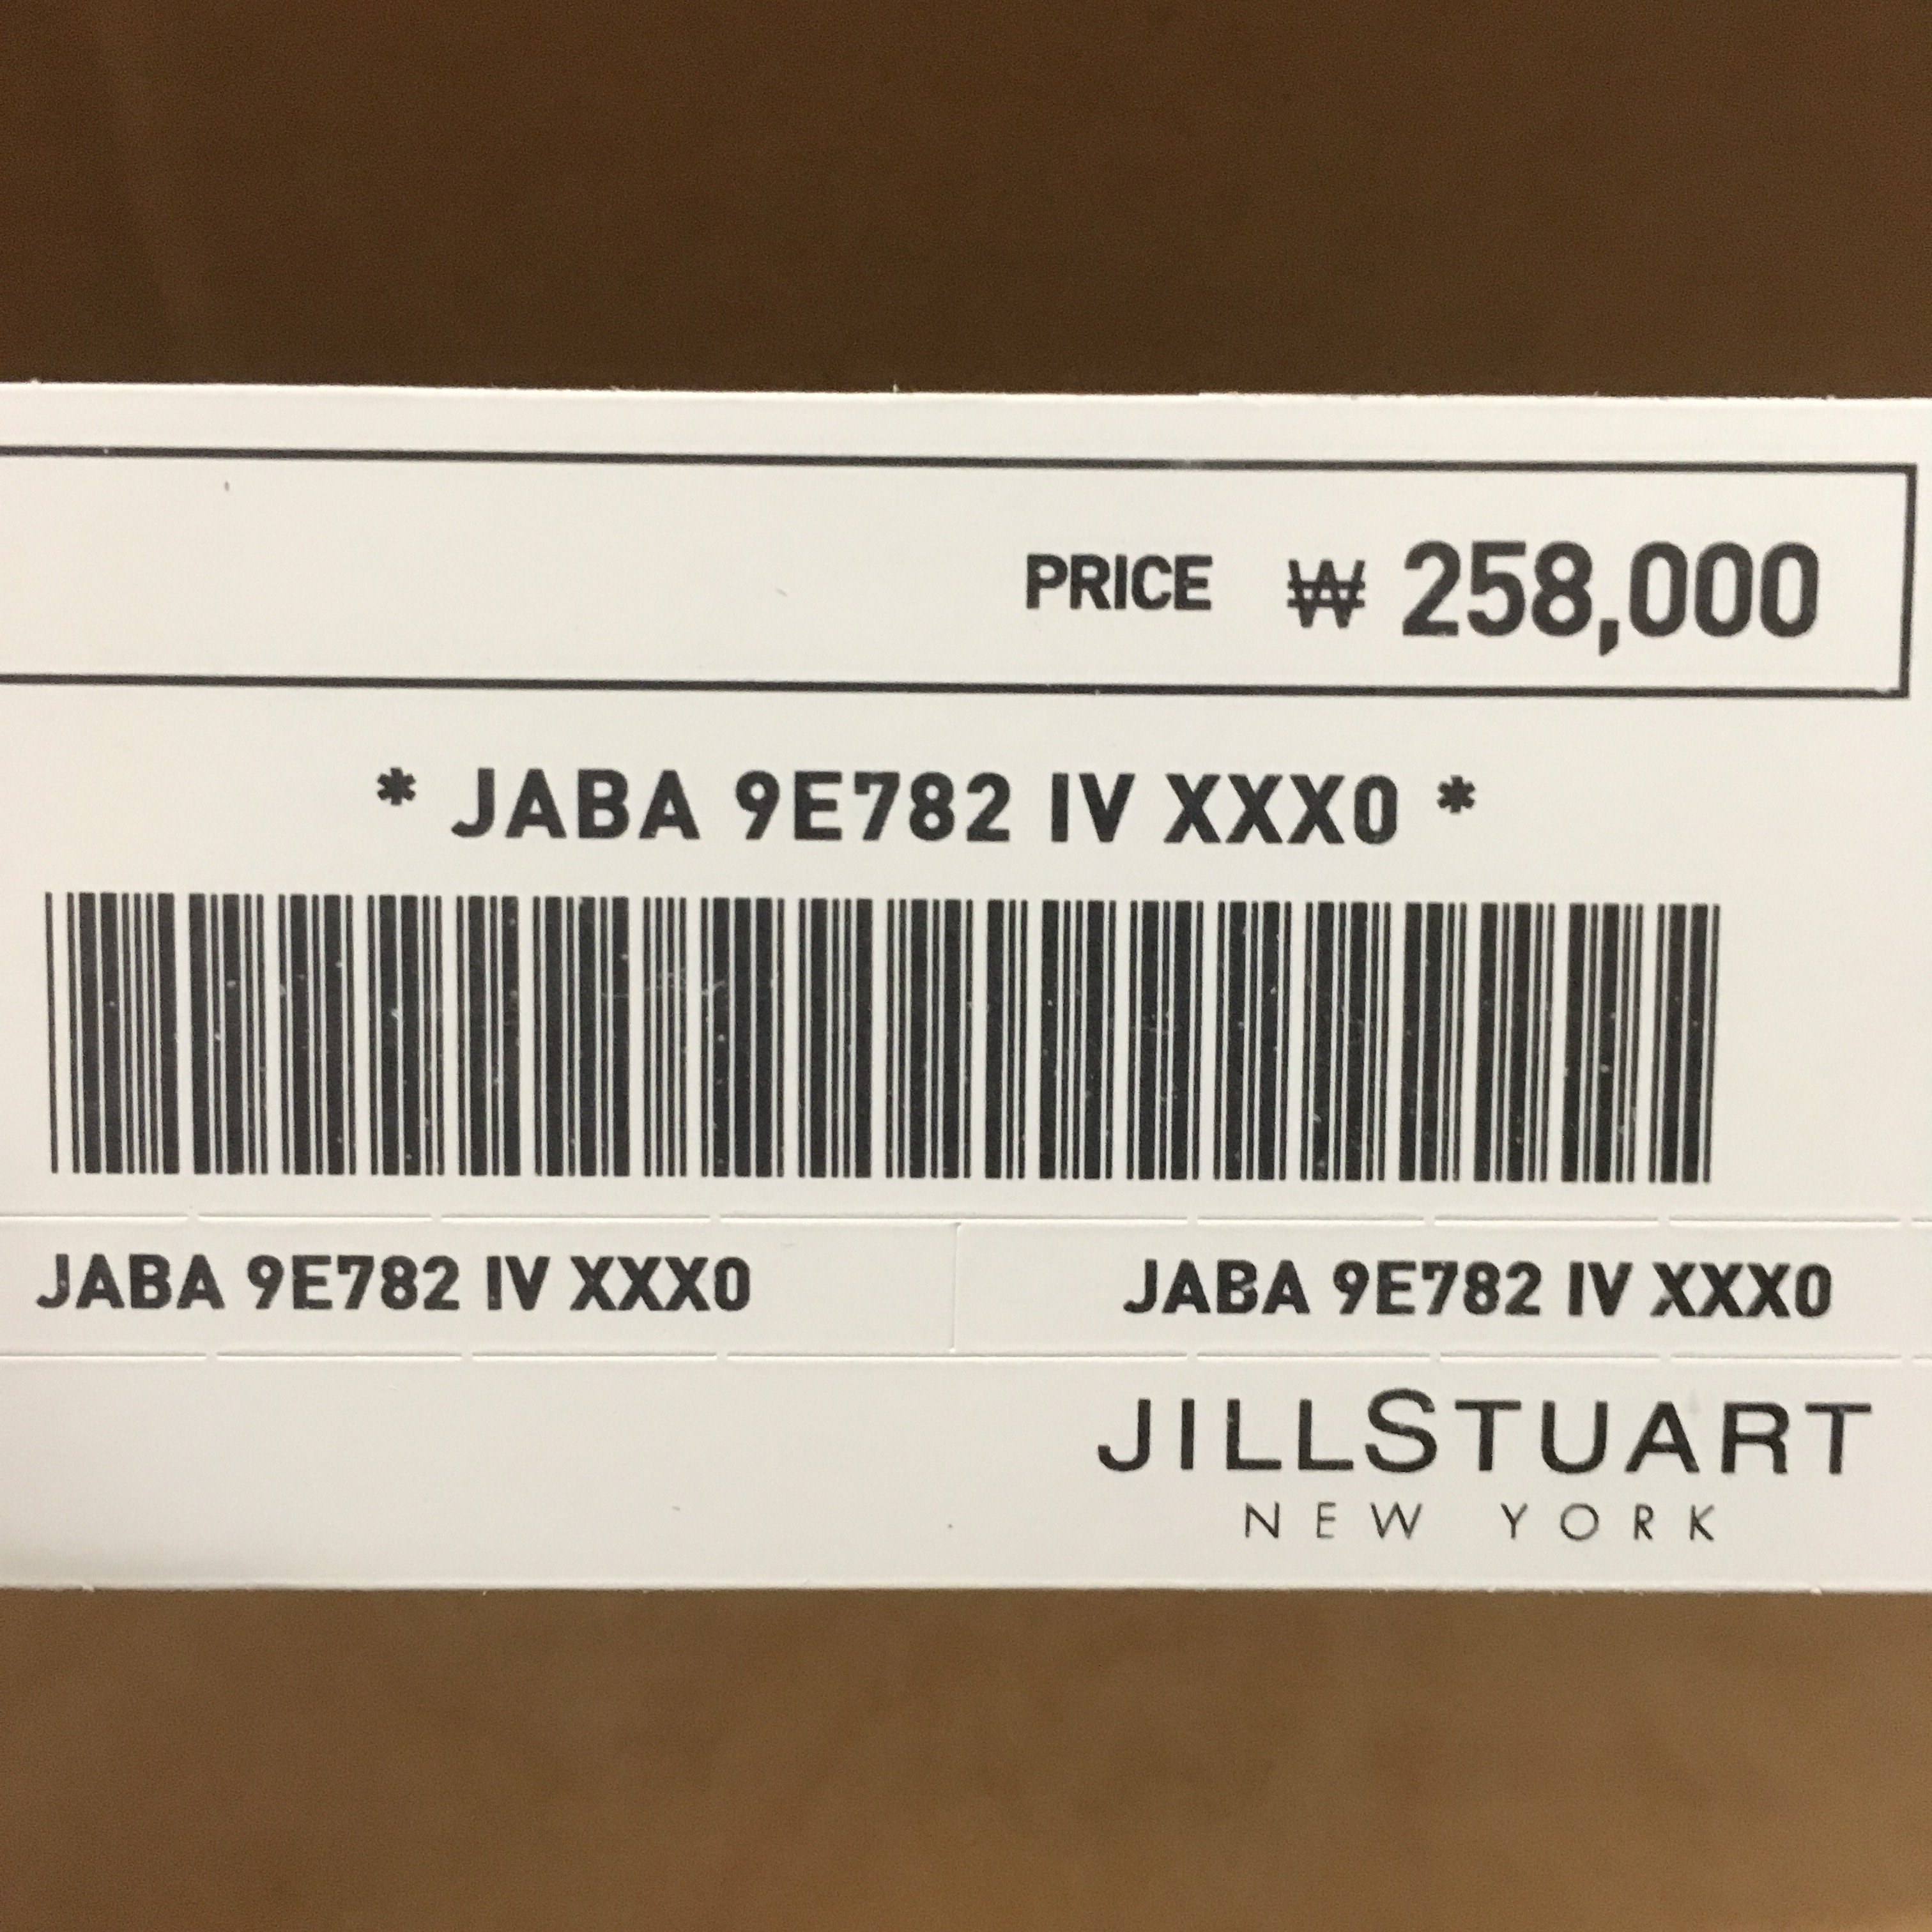 PRICE ₩ 258,000
* JABA 9E782 IV XXX0 *
JABA 9E782 IV XXX0 JABA 9E782 IV XXX0
JILLSTUART
NEW YORK